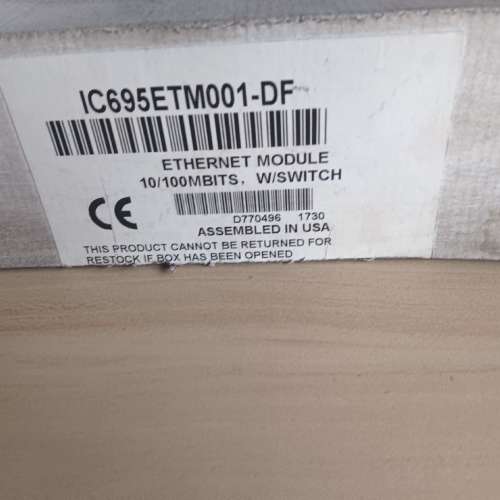 IC695ETM001-DF
ETHERNET MODULE
10/100MBITS, W/SWITCH
CE
D770496 1730
ASSEMBLED IN USA
THIS PRODUCT CANNOT BE RETURNED FOR
RESTOCK IF BOX HAS BEEN OPENED